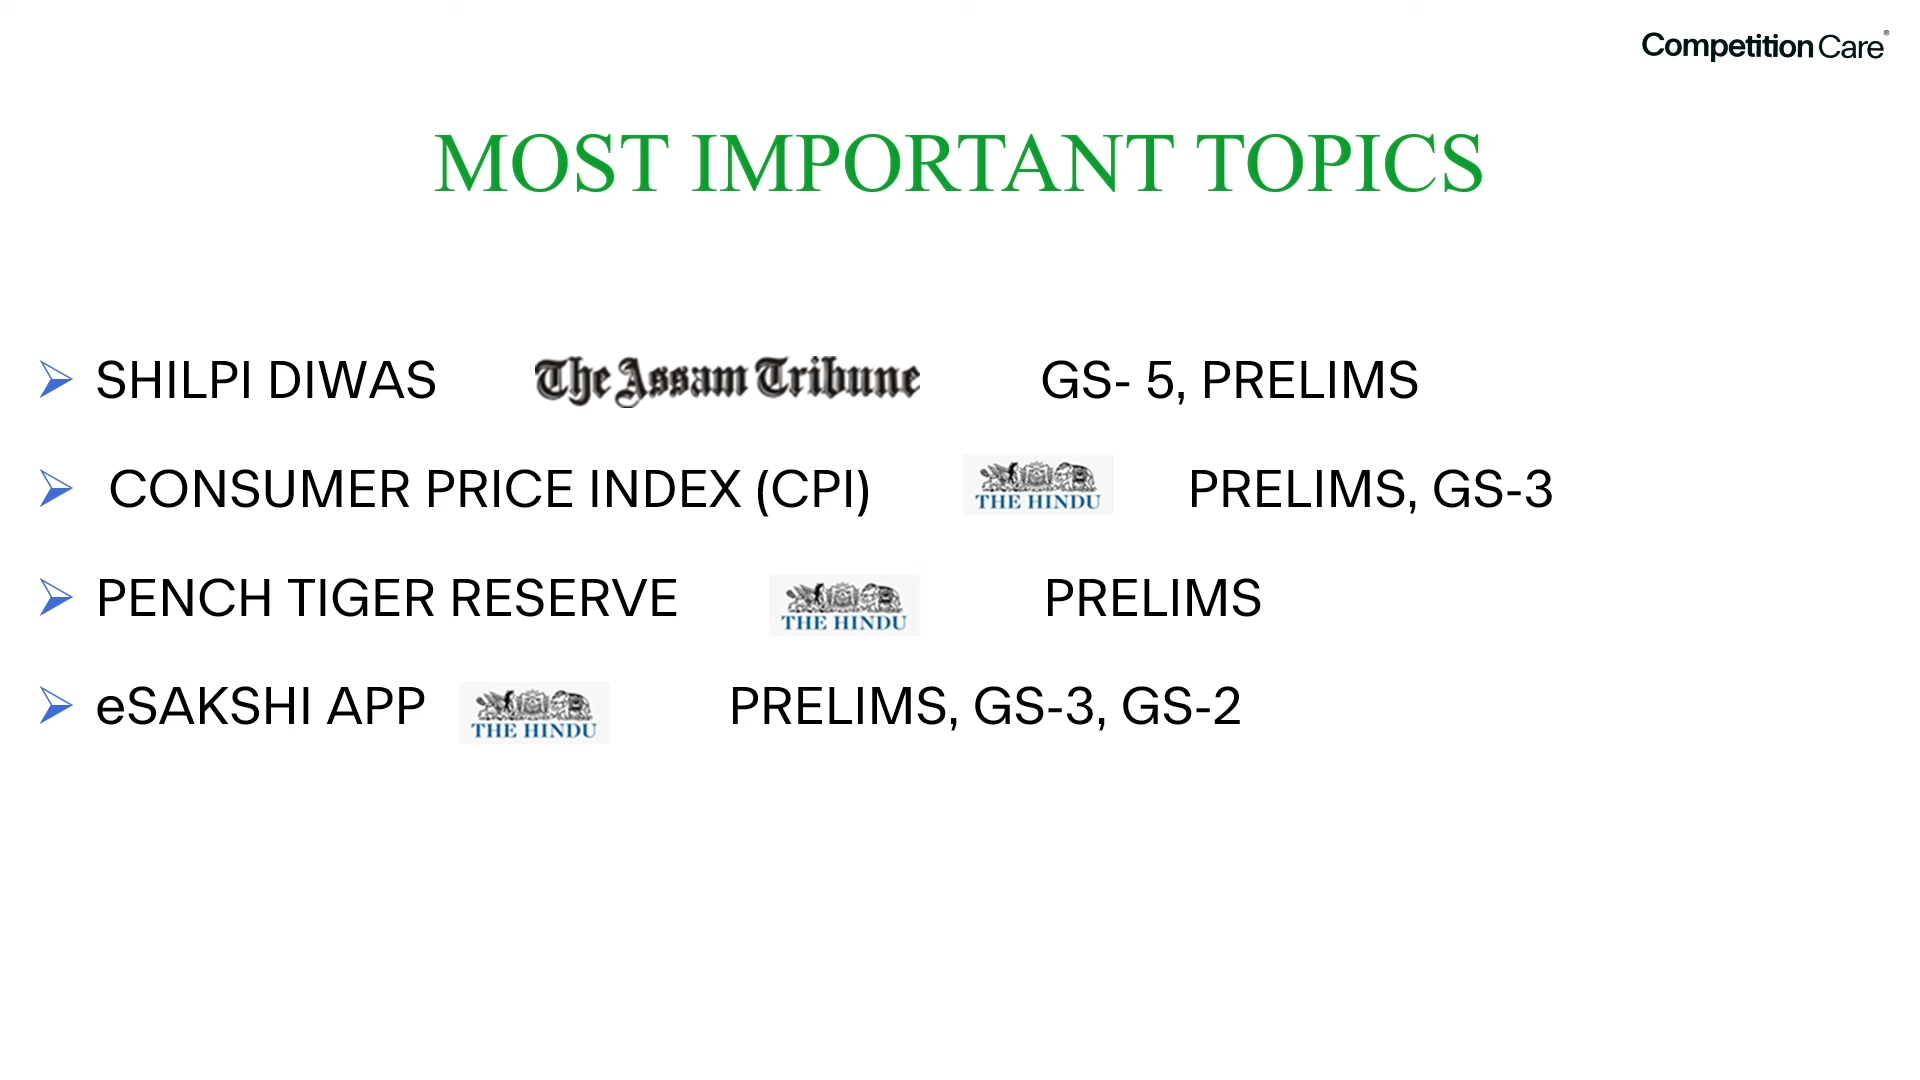 Competition Care®
MOST IMPORTANT TOPICS
SHILPI DIWAS The Assam Tribune GS- 5, PRELIMS
CONSUMER PRICE INDEX (CPI) THE HINDU PRELIMS, GS-3
PENCH TIGER RESERVE THE HINDU PRELIMS
eSAKSHI APP THE HINDU PRELIMS, GS-3, GS-2